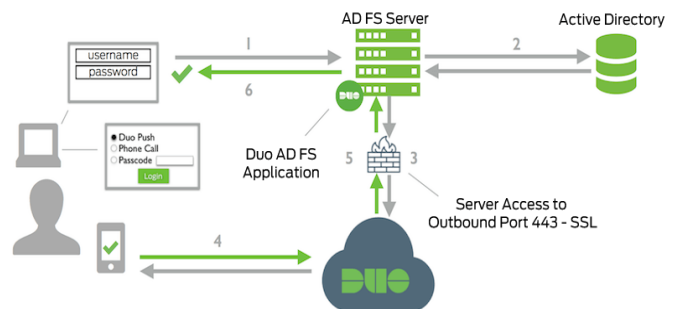 AD FS Server
Active Directory
username
password
1
2
6
DUO
Duo Push
Phone Call
Passcode
Login
Duo AD FS
Application
5
3
Server Access to
Outbound Port 443 - SSL
4
DUO